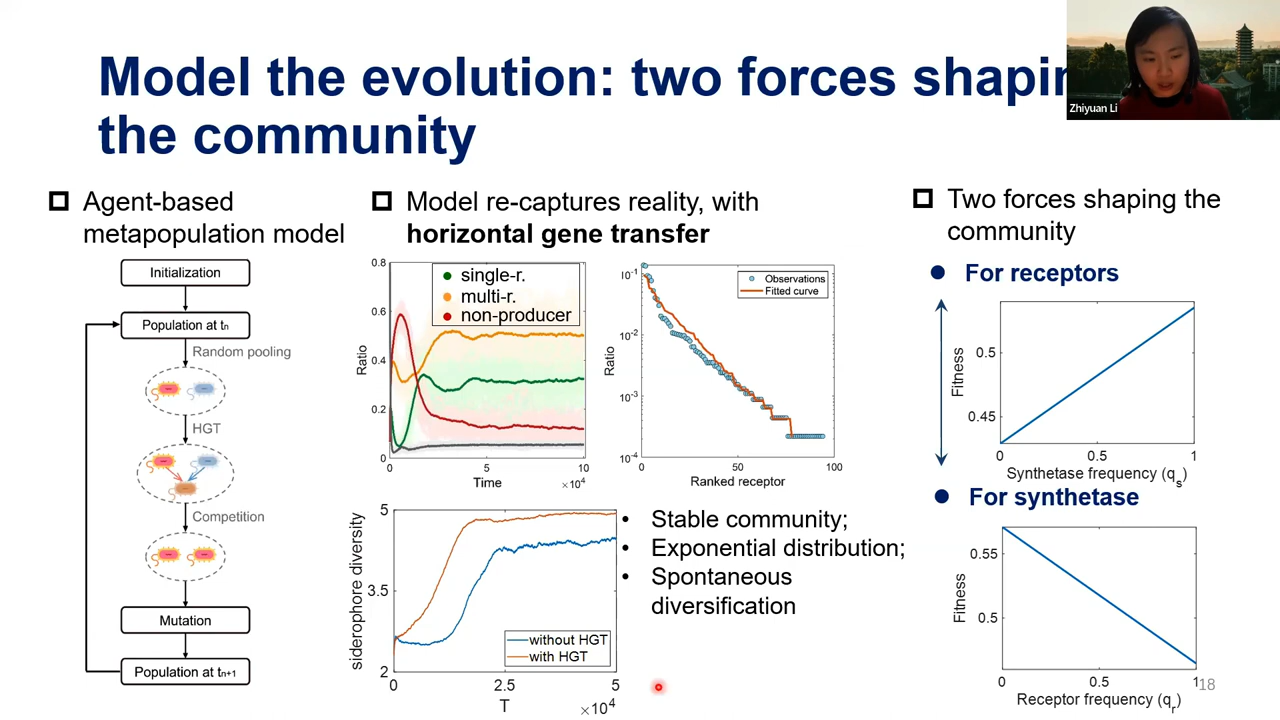 Model the evolution: two forces shapin
the community
Zhiyuan Li
Agent-based
metapopulation model
Initialization
Population at tn
Random pooling
HGT
Competition
Mutation
Population at tn+1
Model re-captures reality, with
horizontal gene transfer
0.8
0.6
0.4
0.2
0
Ratio
single-r.
multi-r.
non-producer
0
5
10
Time
×10⁴
10⁻¹
10⁻²
10⁻³
10⁻⁴
Ratio
Observations
Fitted curve
0
50
100
Ranked receptor
5
3.5
2
siderophore diversity
without HGT
with HGT
0
2.5
5
T
×10⁴
• Stable community;
• Exponential distribution;
• Spontaneous
diversification
Two forces shaping the
community
• For receptors
Fitness
0.5
0.45
0
0.5
1
Synthetase frequency (qs)
• For synthetase
Fitness
0.55
0.5
0
0.5
1
Receptor frequency (qr)
18